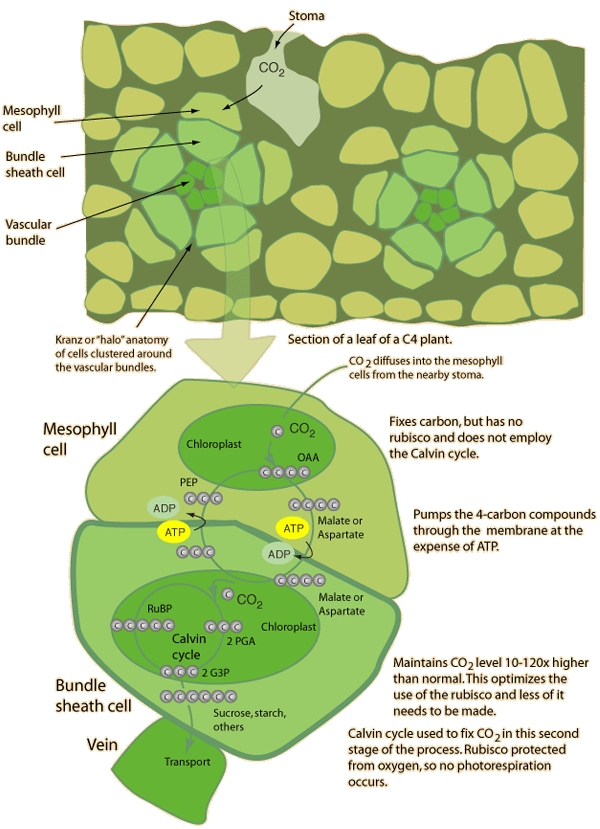 Stoma
CO2
Mesophyll
cell
Bundle
sheath cell
Vascular
bundle
Kranz or "halo" anatomy
of cells clustered around
the vascular bundles.
Section of a leaf of a C4 plant.
CO2 diffuses into the mesophyll
cells from the nearby stoma.
Mesophyll
cell
Chloroplast
C
CO2
OAA
C C C C
Fixes carbon, but has no
rubisco and does not employ
the Calvin cycle.
PEP
C C C
C C C C
ADP
ATP
Malate or
Aspartate
ATP
ADP
Pumps the 4-carbon compounds
through the membrane at the
expense of ATP.
C C C
C C C C
Malate or
Aspartate
C
CO2
RuBP
Chloroplast
C C C C C
C C C
Calvin
cycle
2 PGA
C C C
2 G3P
Bundle
sheath cell
C C C C C C
Sucrose, starch,
others
Maintains CO2 level 10-120x higher
than normal. This optimizes the
use of the rubisco and less of it
needs to be made.
Calvin cycle used to fix CO2 in this second
stage of the process. Rubisco protected
from oxygen, so no photorespiration
occurs.
Vein
Transport